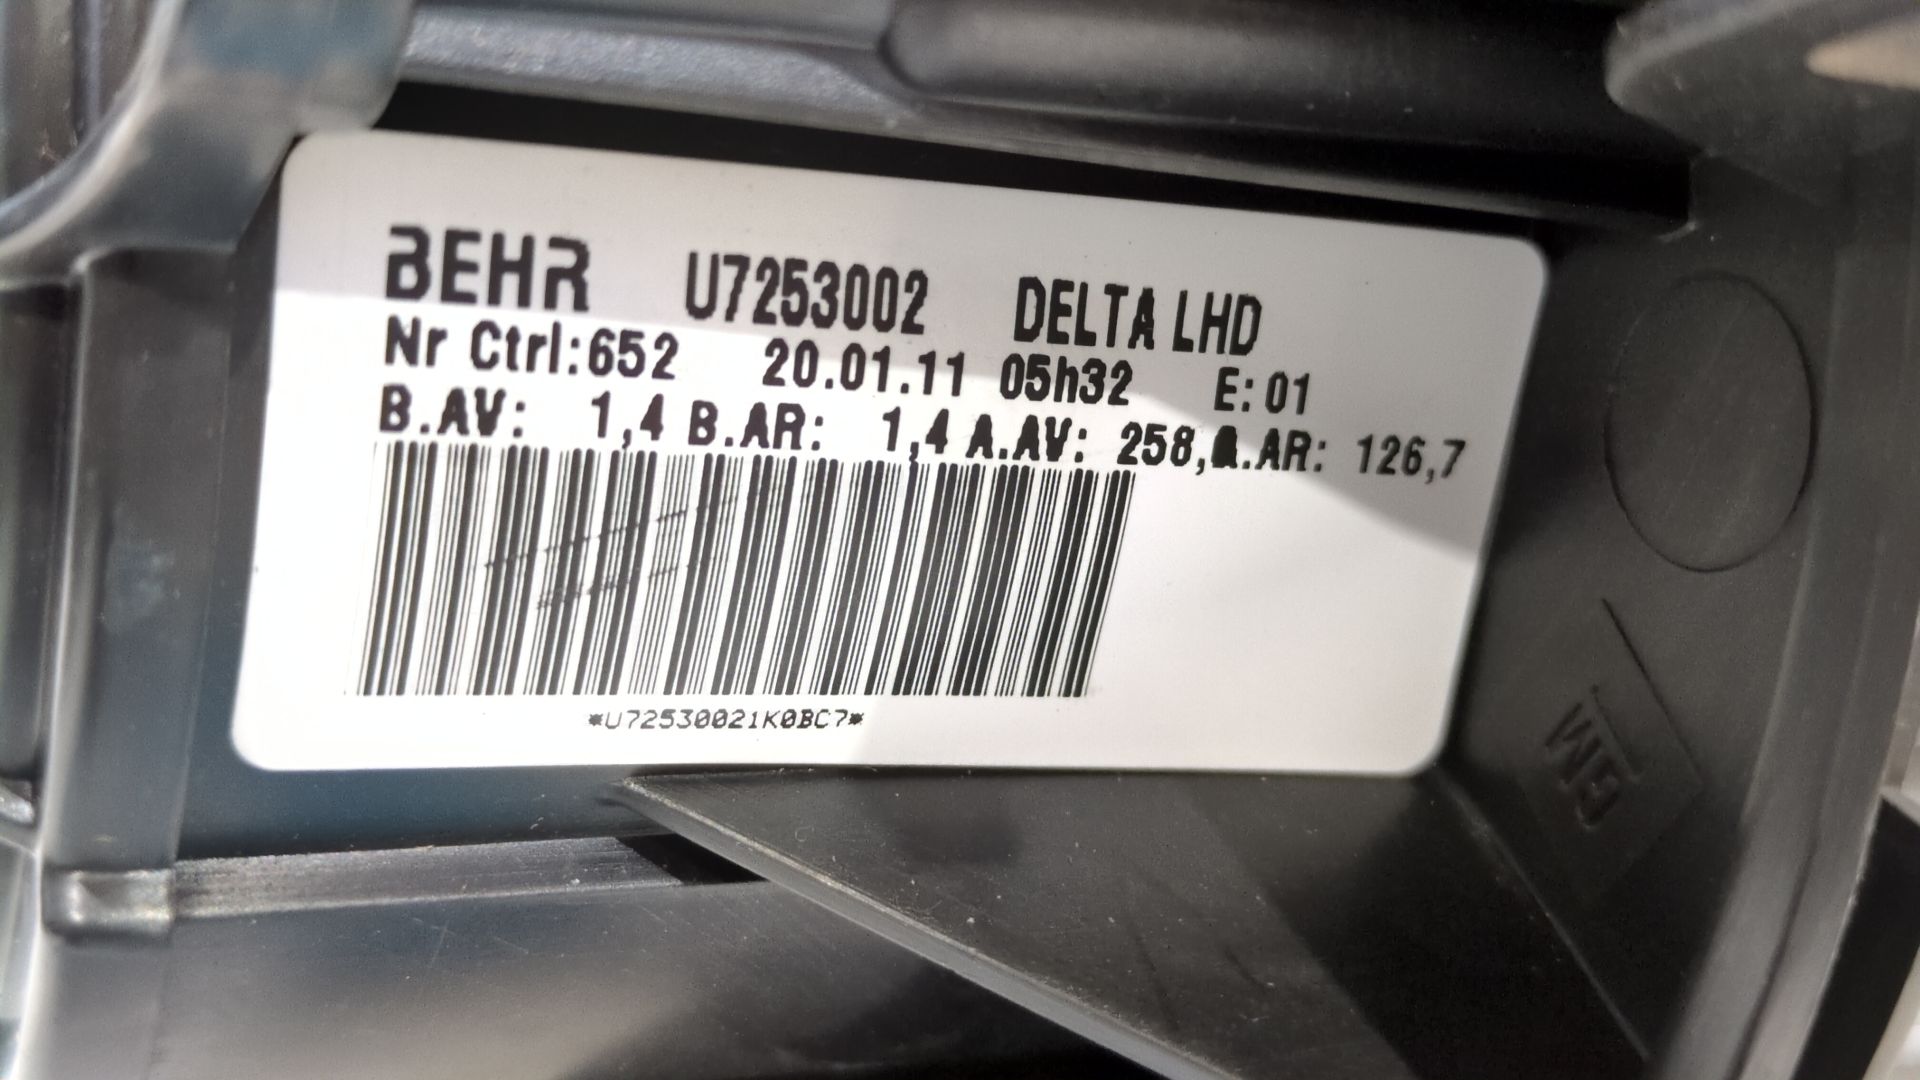 BEHR U7253002 DELTA LHD
Nr Ctrl:652 20.01.11 05h32 E: 01
B.AV: 1,4 B.AR: 1,4 A.AV: 258,A.AR: 126,7
*U72530021K0BC7*
GM